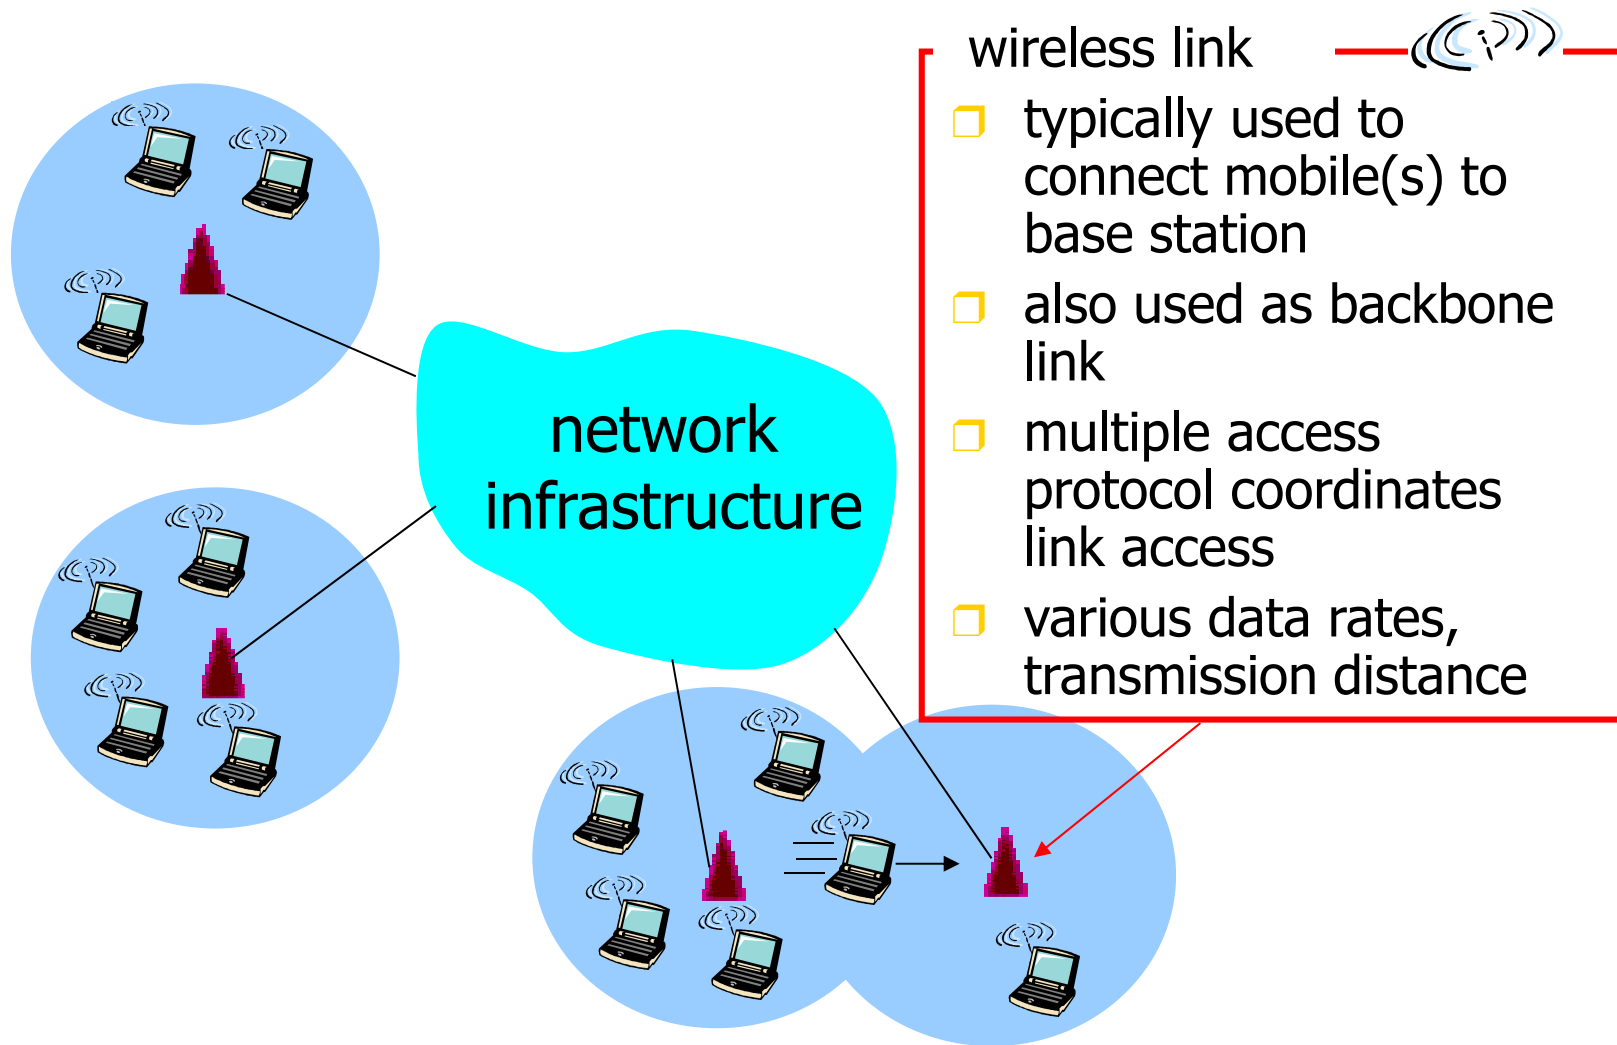 wireless link
typically used to
connect mobile(s) to
base station
also used as backbone
link
multiple access
protocol coordinates
link access
various data rates,
transmission distance
network
infrastructure